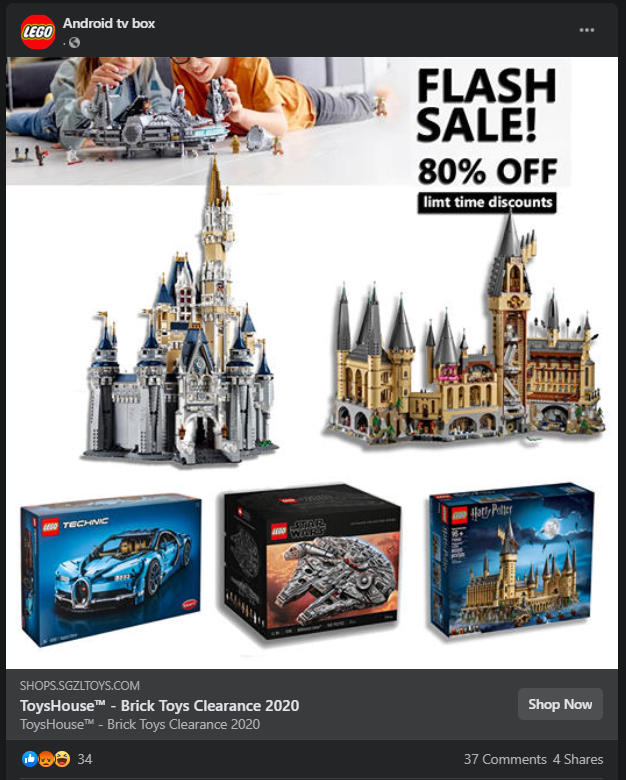 LEGO
Android tv box
FLASH
SALE!
80% OFF
limt time discounts
LEGO TECHNIC
LEGO STAR
WARS
LEGO Harry Potter
SHOPS.SGZLTOYS.COM
ToysHouse™ - Brick Toys Clearance 2020
ToysHouse™ - Brick Toys Clearance 2020
Shop Now
34
37 Comments 4 Shares